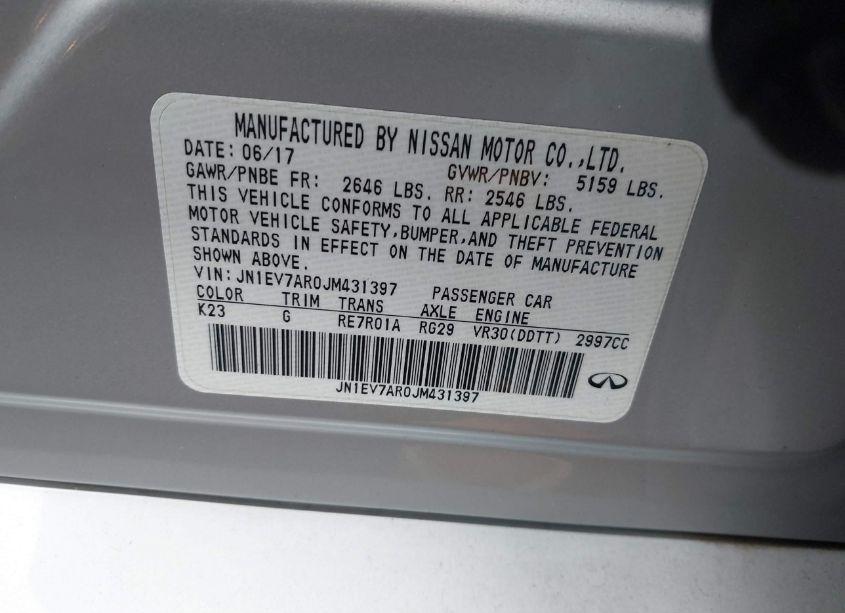 MANUFACTURED BY NISSAN MOTOR CO.,LTD.
DATE: 06/17 GVWR/PNBV: 5159 LBS.
GAWR/PNBE FR: 2646 LBS. RR: 2546 LBS.
THIS VEHICLE CONFORMS TO ALL APPLICABLE FEDERAL
MOTOR VEHICLE SAFETY,BUMPER,AND THEFT PREVENTION
STANDARDS IN EFFECT ON THE DATE OF MANUFACTURE
SHOWN ABOVE.
VIN: JN1EV7AR0JM431397 PASSENGER CAR
COLOR TRIM TRANS AXLE ENGINE
K23 G RE7R01A RG29 VR30(DDTT) 2997CC
JN1EV7AR0JM431397